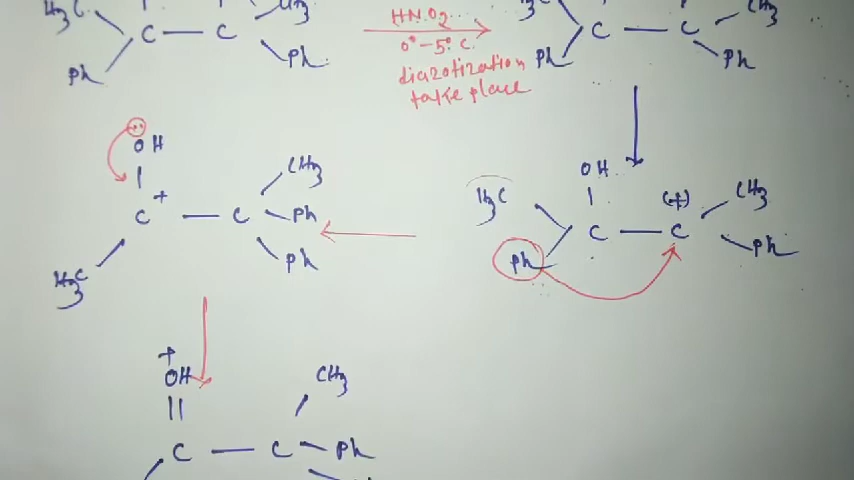 H3C
CH3
HNO2...
H3C
CH3
C — C
0°-5°C.
C — C
Ph
Ph
diazotization
take place
Ph
Ph
OH
CH3
OH
C+ — C
Ph
Ph
H3C
H3C
(+)
CH3
C — C
Ph
Ph
+
OH
CH3
C — C
Ph